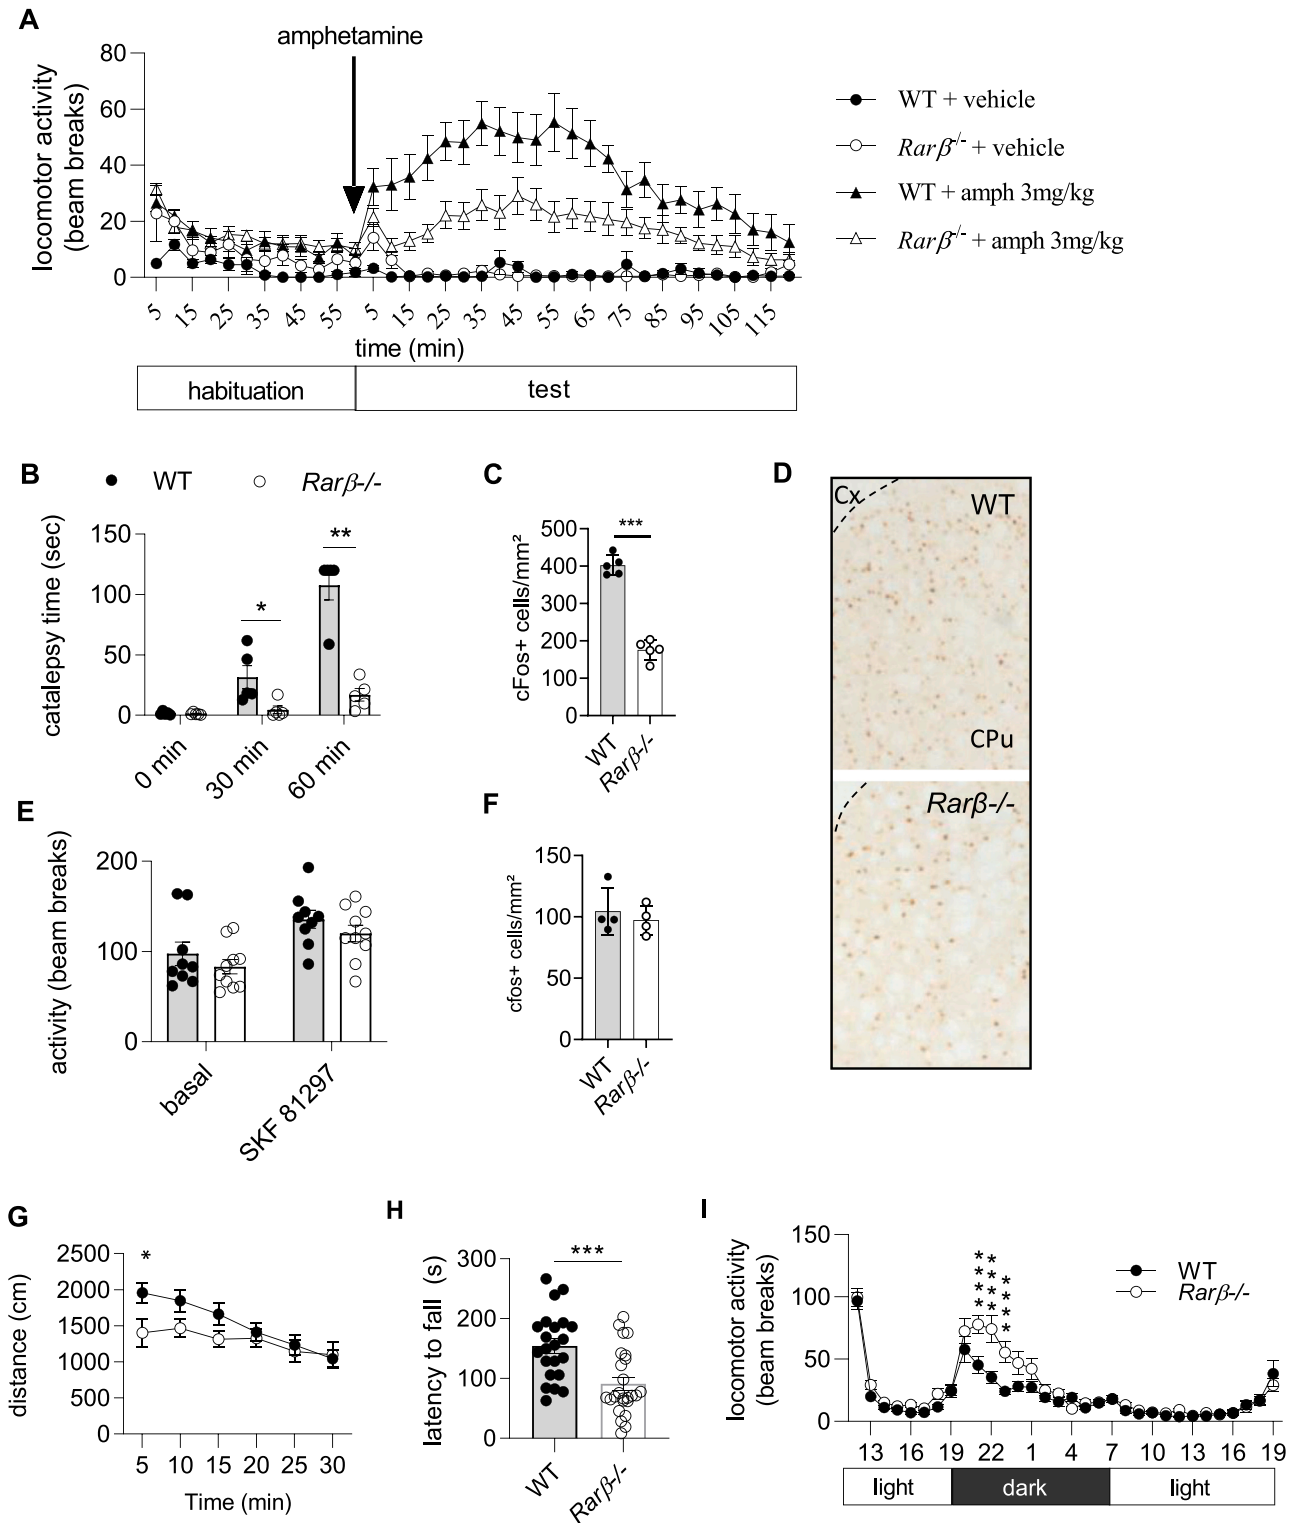 A
amphetamine
locomotor activity
(beam breaks)
80
60
40
20
0
5 15 25 35 45 55 5 15 25 35 45 55 65 75 85 95 105 115
time (min)
habituation test
WT + vehicle
Rarβ-/- + vehicle
WT + amph 3mg/kg
Rarβ-/- + amph 3mg/kg
B
WT Rarβ-/-
catalepsy time (sec)
150
100
50
0
* **
0 min 30 min 60 min
C
cFos+ cells/mm²
500
400
300
200
100
0
***
WT Rarβ-/-
D
Cx WT
CPu
Rarβ-/-
E
activity (beam breaks)
200
100
0
basal SKF 81297
F
cfos+ cells/mm²
150
100
50
0
WT Rarβ-/-
G
distance (cm)
2500
2000
1500
1000
500
0
*
5 10 15 20 25 30
Time (min)
H
latency to fall (s)
300
200
100
0
***
WT Rarβ-/-
I
locomotor activity
(beam breaks)
150
100
50
0
**** **** ****
WT
Rarβ-/-
13 16 19 22 1 4 7 10 13 16 19
light dark light